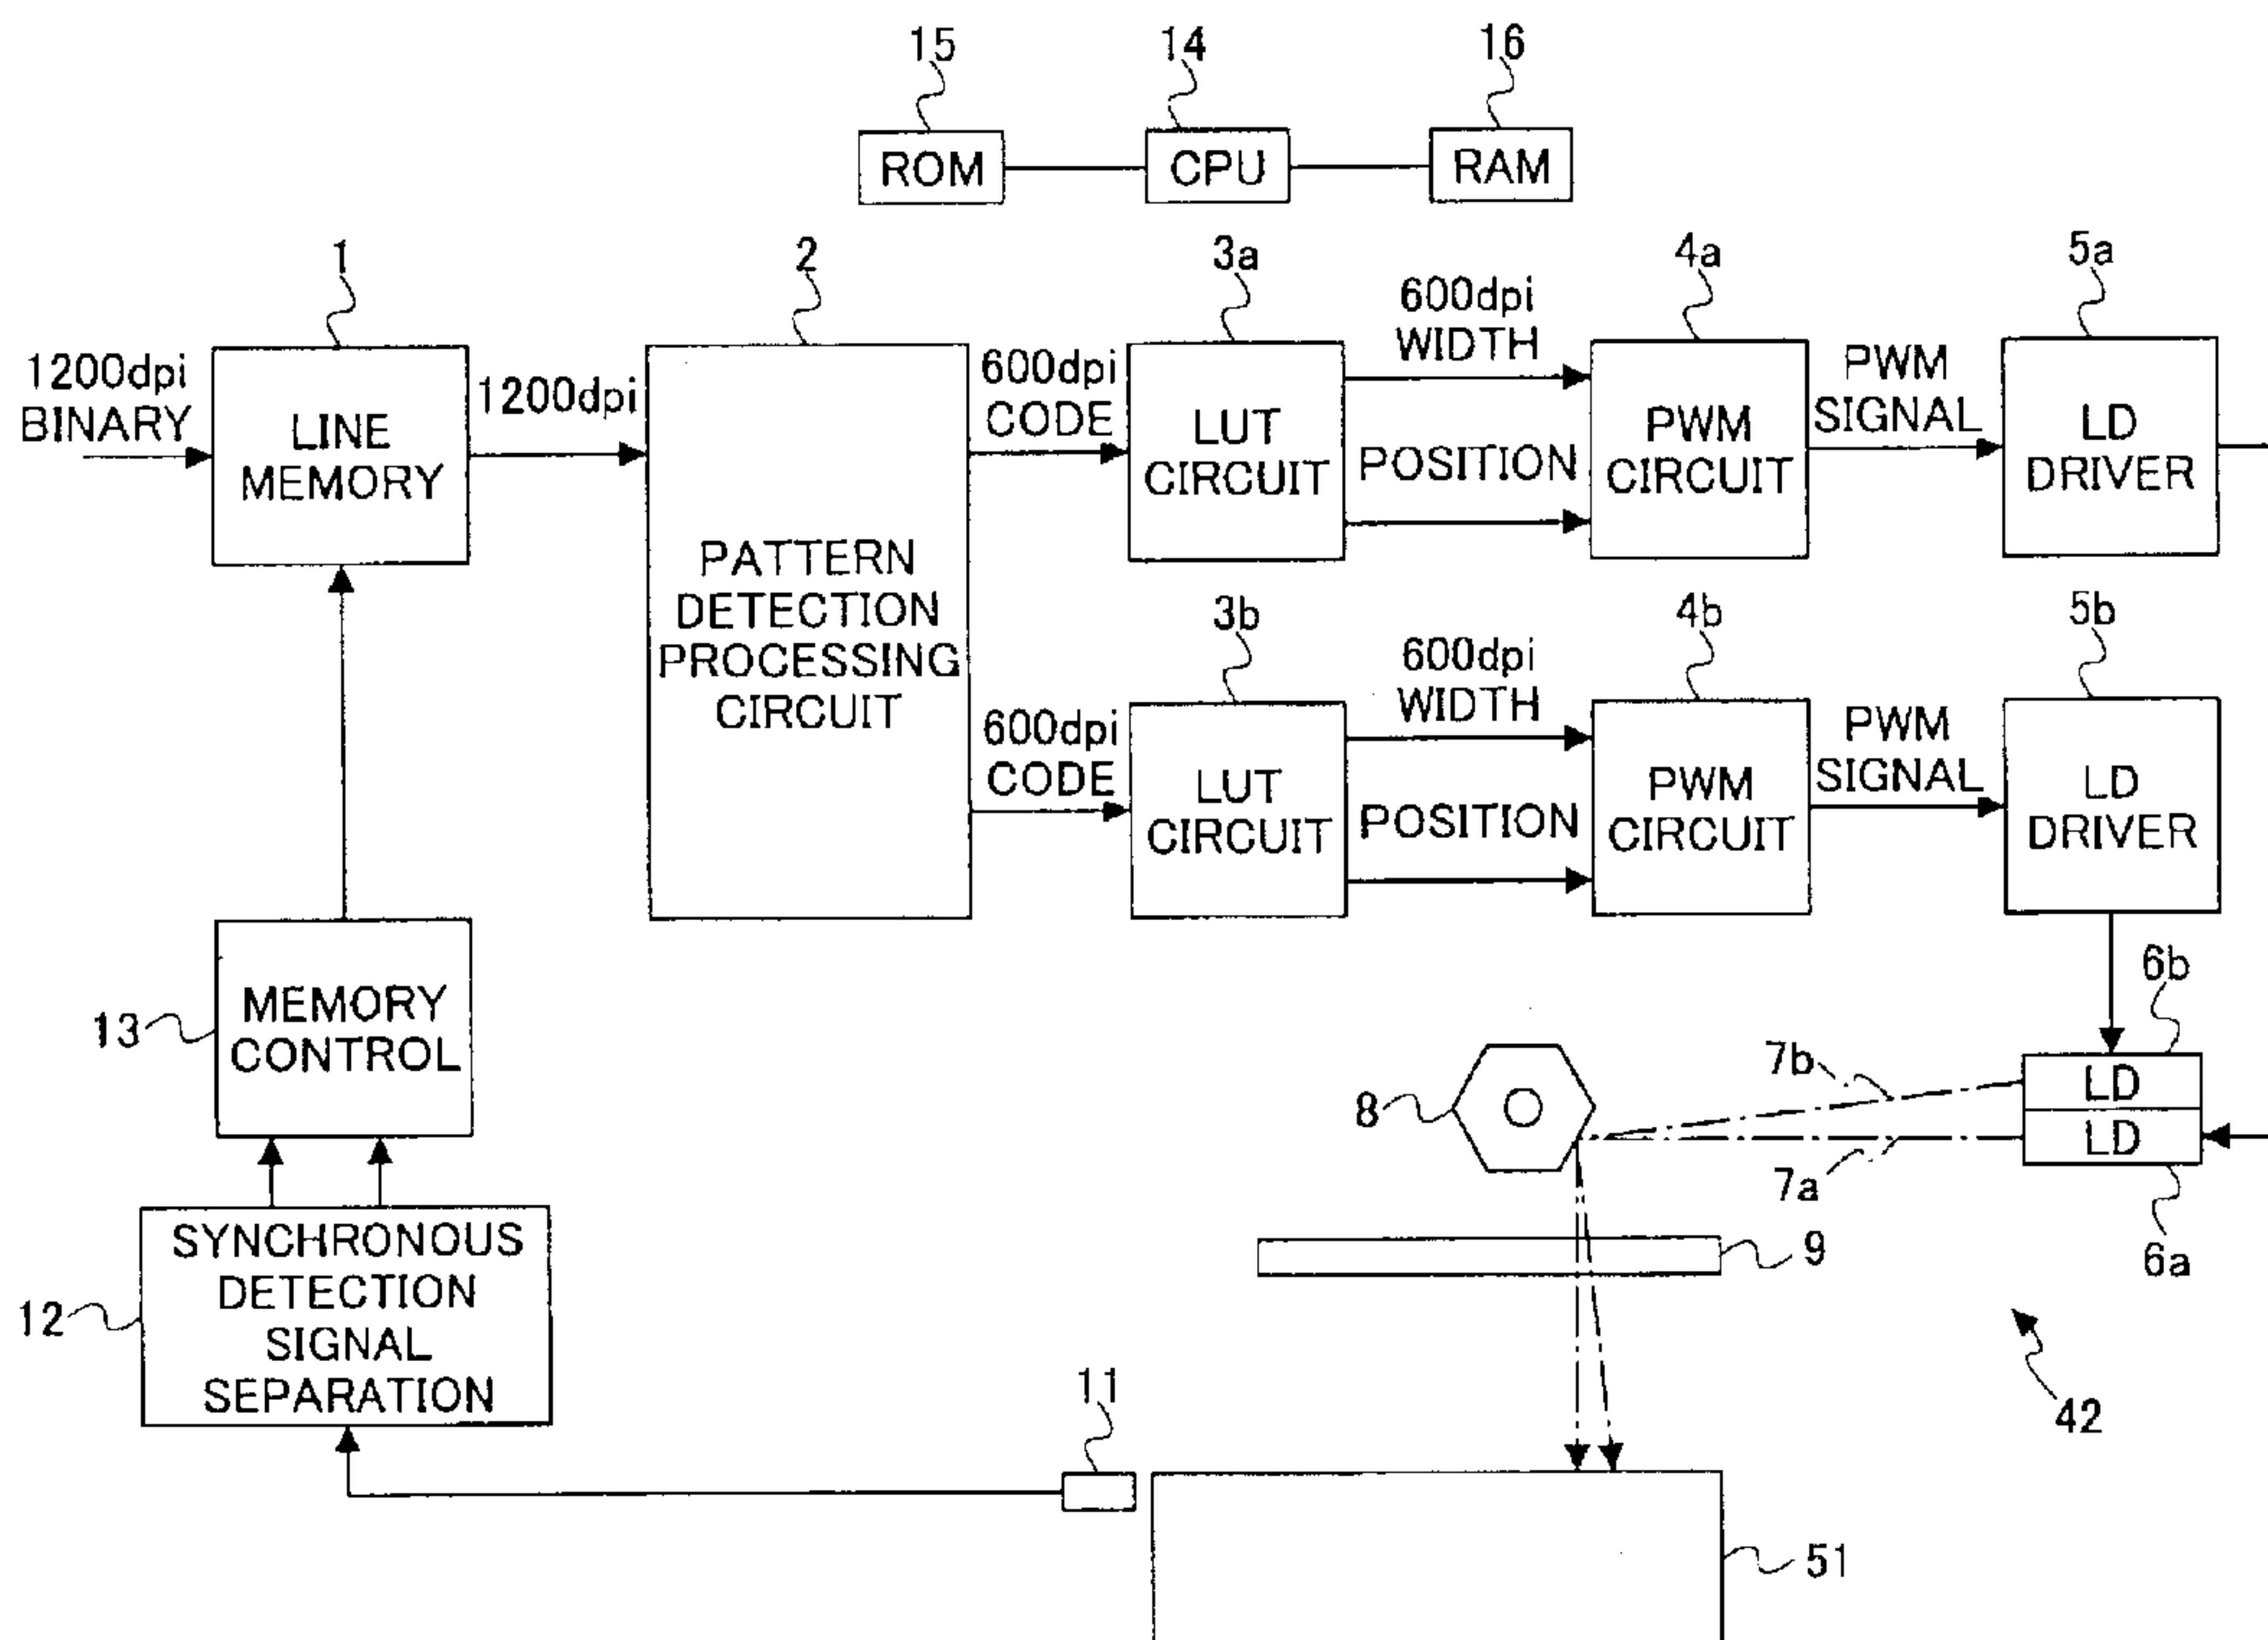 15
14
16
ROM
CPU
RAM
1
2
3a
4a
5a
1200dpi
BINARY
LINE
MEMORY
1200dpi
PATTERN
DETECTION
PROCESSING
CIRCUIT
600dpi
CODE
LUT
CIRCUIT
600dpi
WIDTH
POSITION
PWM
CIRCUIT
PWM
SIGNAL
LD
DRIVER
3b
4b
5b
600dpi
CODE
LUT
CIRCUIT
600dpi
WIDTH
POSITION
PWM
CIRCUIT
PWM
SIGNAL
LD
DRIVER
13
MEMORY
CONTROL
6b
LD
LD
6a
7b
7a
8
9
12
SYNCHRONOUS
DETECTION
SIGNAL
SEPARATION
11
42
51